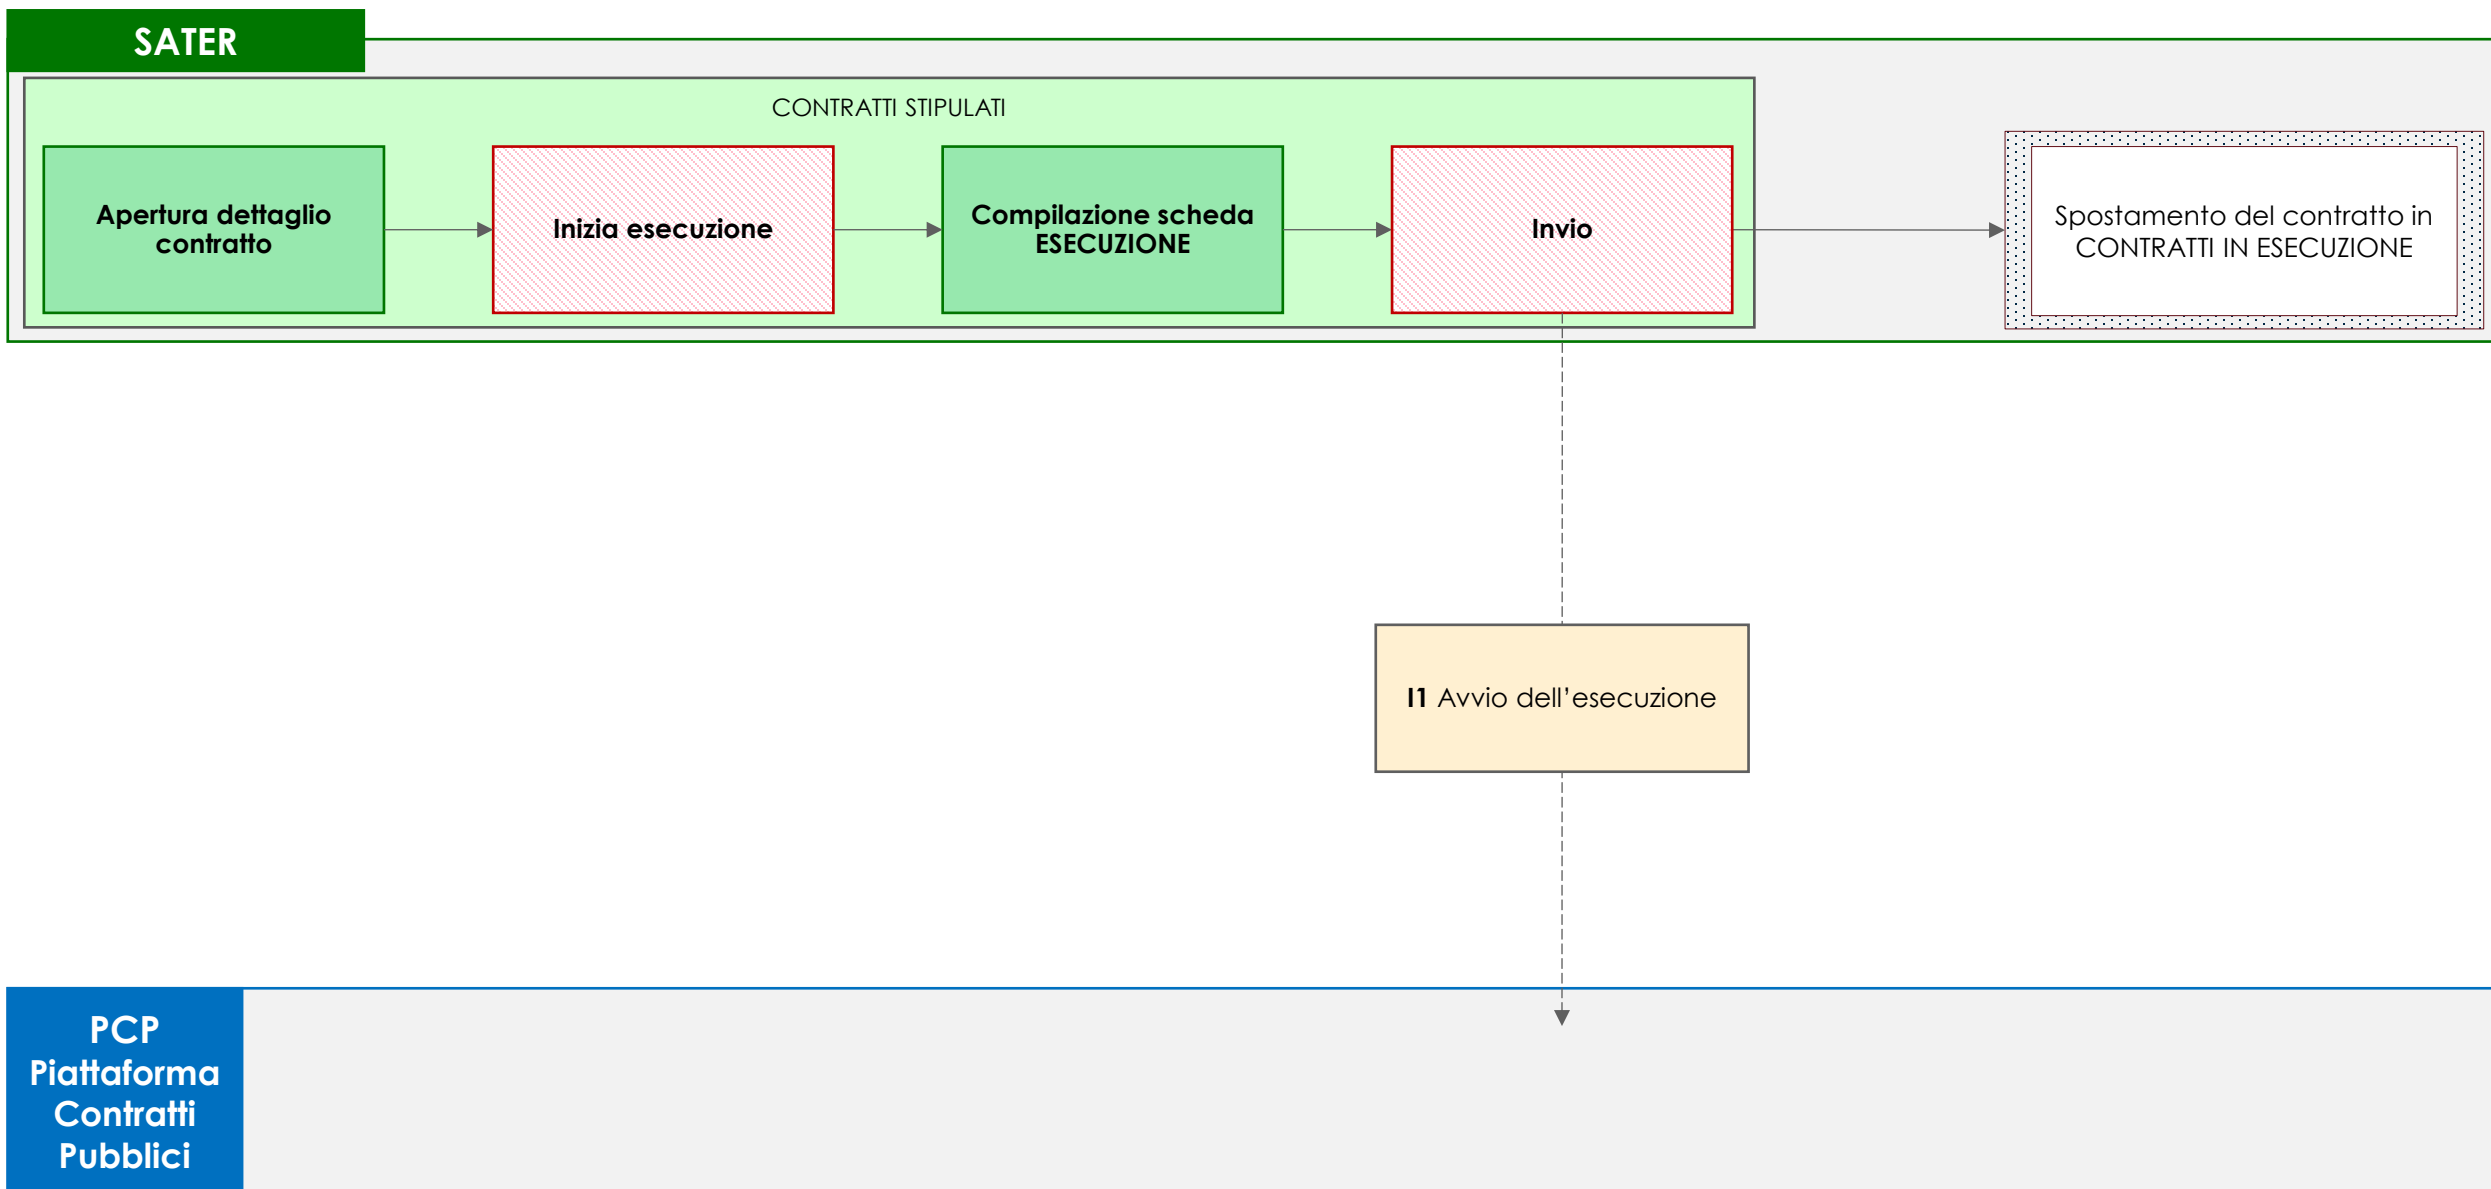 SATER
CONTRATTI STIPULATI
Apertura dettaglio
contratto
Inizia esecuzione
Compilazione scheda
ESECUZIONE
Invio
Spostamento del contratto in
CONTRATTI IN ESECUZIONE
I1 Avvio dell’esecuzione
PCP
Piattaforma
Contratti
Pubblici